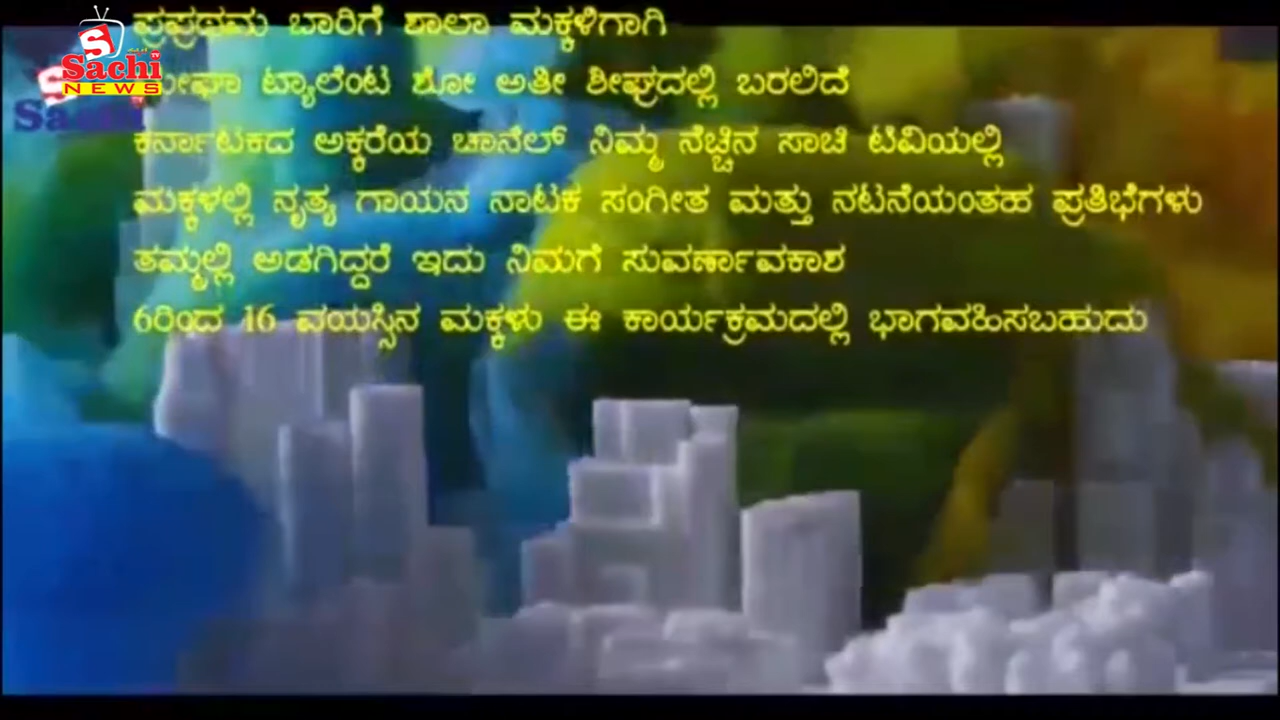 ಪ್ರಪ್ರಥಮ ಬಾರಿಗೆ ಶಾಲಾ ಮಕ್ಕಳಿಗಾಗಿ
Sachi
NEWS
ಟ್ಯಾಲೆಂಟ ಶೋ ಅತೀ ಶೀಘ್ರದಲ್ಲಿ ಬರಲಿದೆ
ಕರ್ನಾಟಕದ ಅಕ್ಕರೆಯ ಚಾನೆಲ್ ನಿಮ್ಮ ನೆಚ್ಚಿನ ಸಾಚಿ ಟಿವಿಯಲ್ಲಿ
ಮಕ್ಕಳಲ್ಲಿ ನೃತ್ಯ ಗಾಯನ ನಾಟಕ ಸಂಗೀತ ಮತ್ತು ನಟನೆಯಂತಹ ಪ್ರತಿಭೆಗಳು
ತಮ್ಮಲ್ಲಿ ಅಡಗಿದ್ದರೆ ಇದು ನಿಮಗೆ ಸುವರ್ಣಾವಕಾಶ
6ರಿಂದ 16 ವಯಸ್ಸಿನ ಮಕ್ಕಳು ಈ ಕಾರ್ಯಕ್ರಮದಲ್ಲಿ ಭಾಗವಹಿಸಬಹುದು